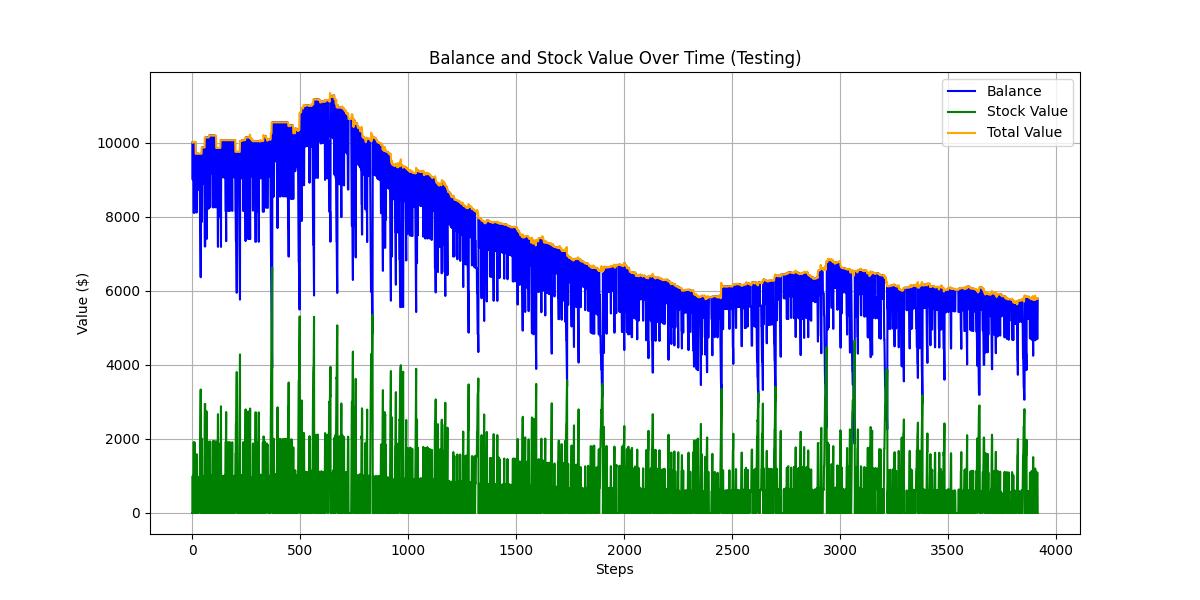 Balance and Stock Value Over Time (Testing)
Balance
Stock Value
Total Value
Value ($)
10000
8000
6000
4000
2000
0
0 500 1000 1500 2000 2500 3000 3500 4000
Steps